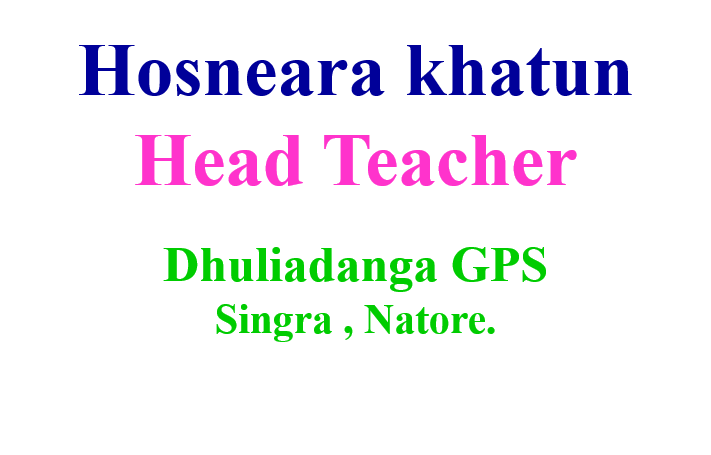 Hosneara khatun
Head Teacher
Dhuliadanga GPS
Singra , Natore.